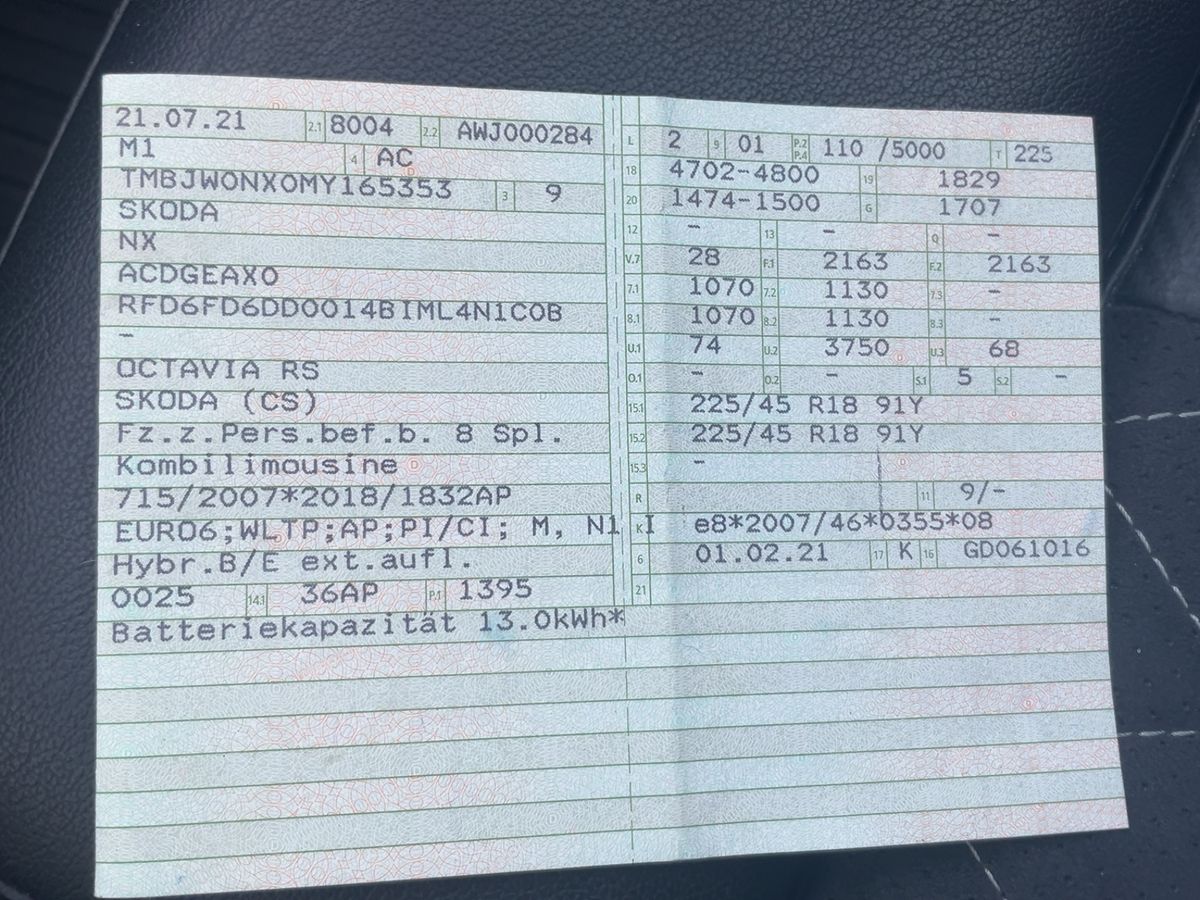 21.07.21 2.1 8004 2.2 AWJ000284
M1 4 AC
TMBJW0NX0MY165353 3 9
SKODA
NX
ACDGEAX0
RFD6FD6DD0014BIML4N1C0B
-
OCTAVIA RS
SKODA (CS)
Fz.z.Pers.bef.b. 8 Spl.
Kombilimousine
715/2007*2018/1832AP
EURO6;WLTP;AP;PI/CI; M, N1 I
Hybr.B/E ext.aufl.
0025 14.1 36AP P.1 1395
Batteriekapazität 13.0kWh*
L 2 9 01 P.2 P.4 110 /5000 T 225
18 4702-4800 19 1829
20 1474-1500 G 1707
12 - 13 - Q -
V.7 28 F.1 2163 F.2 2163
7.1 1070 7.2 1130 7.3 -
8.1 1070 8.2 1130 8.3 -
U.1 74 U.2 3750 U.3 68
O.1 - O.2 - S.1 5 S.2 -
15.1 225/45 R18 91Y
15.2 225/45 R18 91Y
15.3 -
R 11 9/-
K e8*2007/46*0355*08
6 01.02.21 17 K 16 GD061016
21